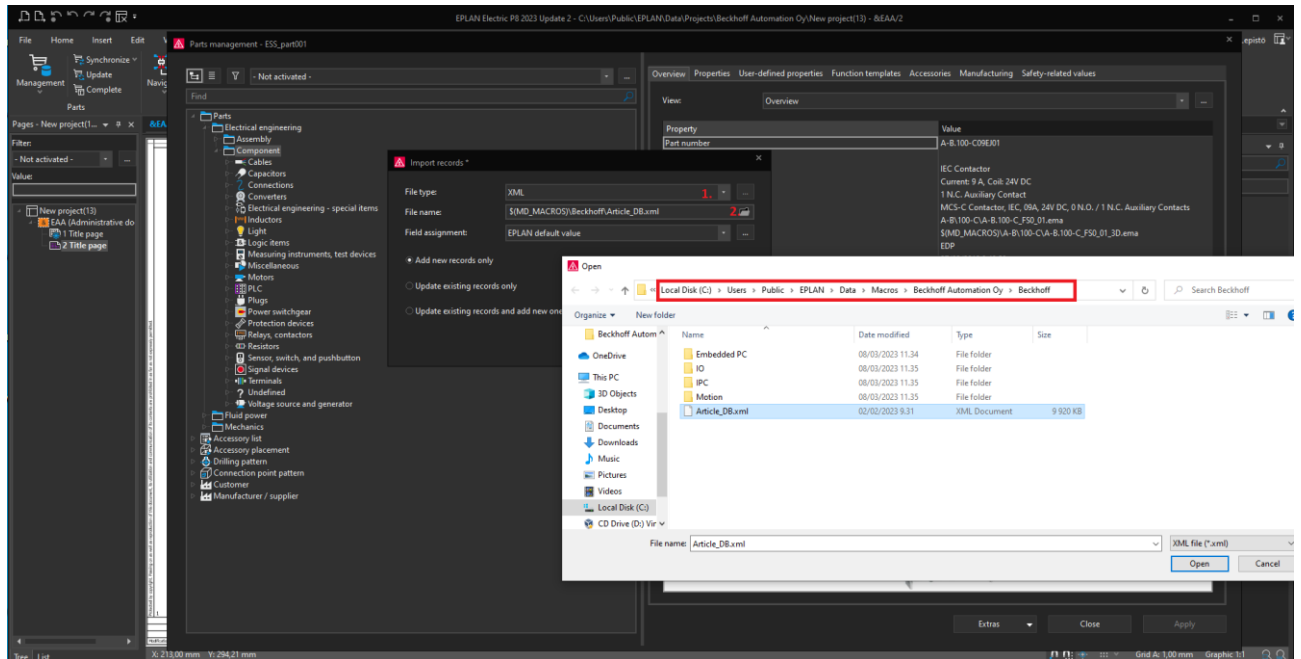 EPLAN Electric P8 2023 Update 2 - C:\Users\Public\EPLAN\Data\Projects\Beckhoff Automation Oy\New project(13) - &EAA/2
File Home Insert Edit
epistö
Management
Synchronize
Update
Complete
Navig
Parts
Pages - New project(1...
&EA
Filter:
- Not activated -
...
Value:
New project(13)
EAA (Administrative do
1 Title page
2 Title page
Tree List
Parts management - ESS_part001
- Not activated -
...
Find
Parts
Electrical engineering
Assembly
Component
Cables
Capacitors
Connections
Converters
Electrical engineering - special items
Inductors
Light
Logic items
Measuring instruments, test devices
Miscellaneous
Motors
PLC
Plugs
Power switchgear
Protection devices
Relays, contactors
Resistors
Sensor, switch, and pushbutton
Signal devices
Terminals
Undefined
Voltage source and generator
Fluid power
Mechanics
Accessory list
Accessory placement
Drilling pattern
Connection point pattern
Customer
Manufacturer / supplier
Overview Properties User-defined properties Function templates Accessories Manufacturing Safety-related values
View: Overview
...
Property Value
Part number A-B.100-C09EJ01
IEC Contactor
Current: 9 A, Coil: 24V DC
1 N.C. Auxiliary Contact
MCS-C Contactor, IEC, 09A, 24V DC, 0 N.O. / 1 N.C. Auxiliary Contacts
A-B\100-C\A-B.100-C_FS0_01.ema
$(MD_MACROS)\A-B\100-C\A-B.100-C_FS0_01_3D.ema
EDP
Import records *
File type: XML 1. ...
File name: $(MD_MACROS)\Beckhoff\Article_DB.xml 2
Field assignment: EPLAN default value ...
Add new records only
Update existing records only
Update existing records and add new one
Open
« Local Disk (C:) › Users › Public › EPLAN › Data › Macros › Beckhoff Automation Oy › Beckhoff
Search Beckhoff
Organize New folder
Beckhoff Autom
OneDrive
This PC
3D Objects
Desktop
Documents
Downloads
Music
Pictures
Videos
Local Disk (C:)
CD Drive (D:) Vir
Name Date modified Type Size
Embedded PC 08/03/2023 11.34 File folder
IO 08/03/2023 11.35 File folder
IPC 08/03/2023 11.35 File folder
Motion 08/03/2023 11.35 File folder
Article_DB.xml 02/02/2023 9.31 XML Document 9 920 KB
File name: Article_DB.xml XML file (*.xml)
Open Cancel
Extras Close Apply
X: 213,00 mm Y: 294,21 mm
Grid A: 1,00 mm Graphic 1:1